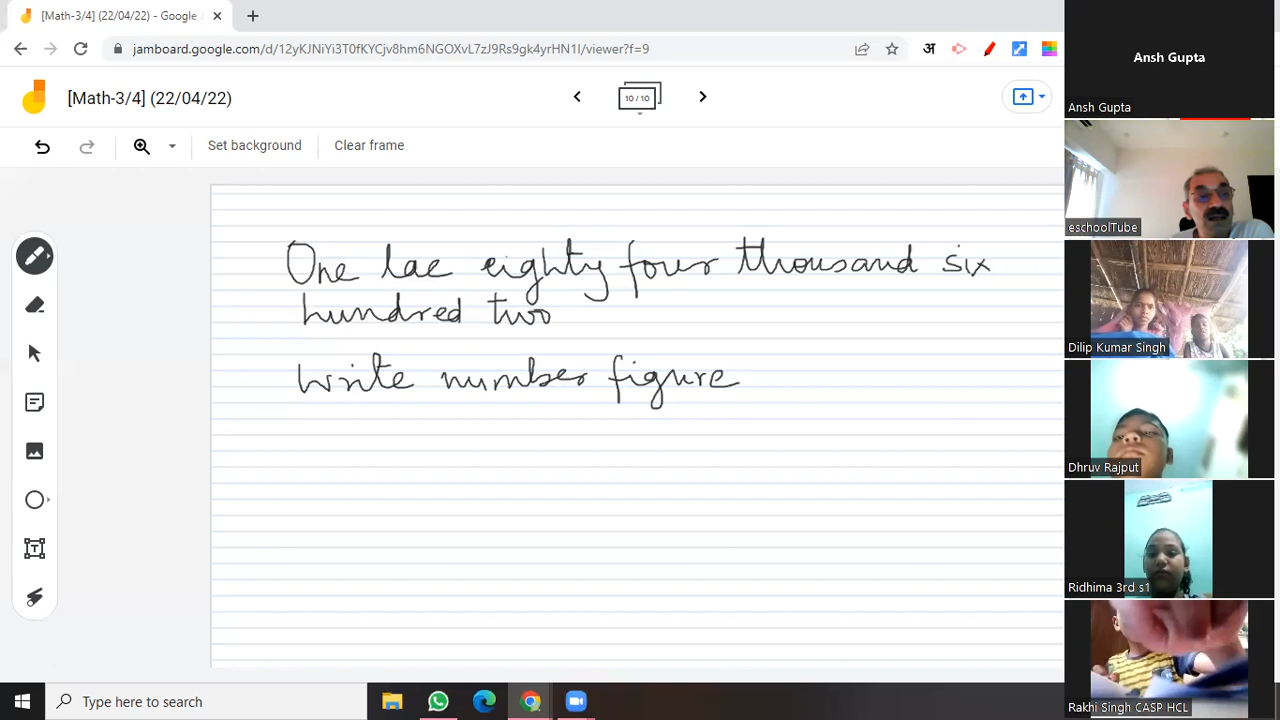 [Math-3/4] (22/04/22) - Google
jamboard.google.com/d/12yKJNiYi3T0fKYCjv8hm6NGOXvL7zJ9Rs9gk4yrHN1I/viewer?f=9
अ
[Math-3/4] (22/04/22)
10 / 10
Set background
Clear frame
One lac eighty four thousand six
hundred two
Write number figure
Ansh Gupta
Ansh Gupta
eschoolTube
Dilip Kumar Singh
Dhruv Rajput
Ridhima 3rd s1
Rakhi Singh CASP HCL
Type here to search